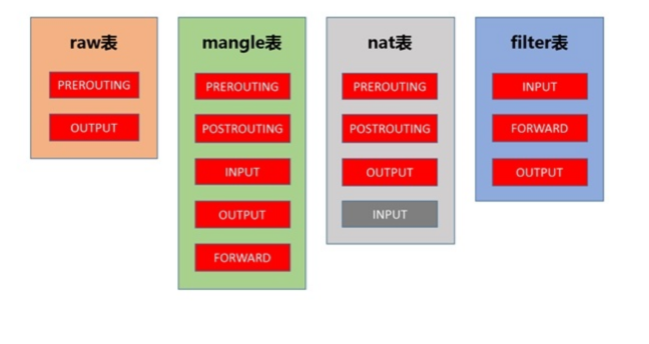 raw表
PREROUTING
OUTPUT
mangle表
PREROUTING
POSTROUTING
INPUT
OUTPUT
FORWARD
nat表
PREROUTING
POSTROUTING
OUTPUT
INPUT
filter表
INPUT
FORWARD
OUTPUT